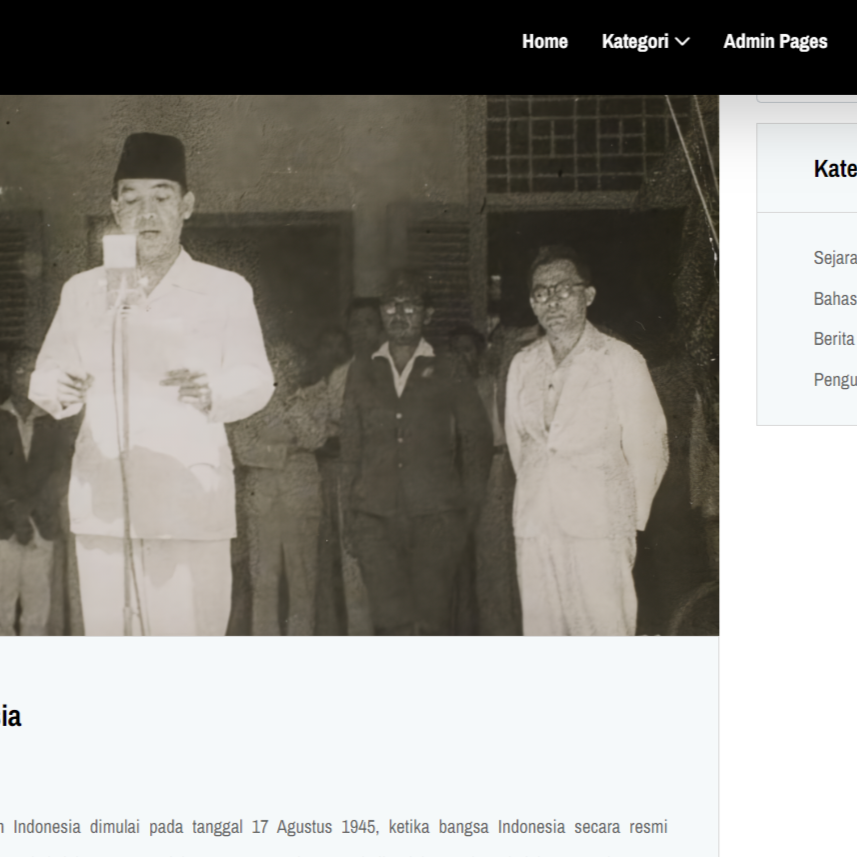 Home Kategori Admin Pages
Kate
Sejara
Bahas
Berita
Pengu
ia
n Indonesia dimulai pada tanggal 17 Agustus 1945, ketika bangsa Indonesia secara resmi